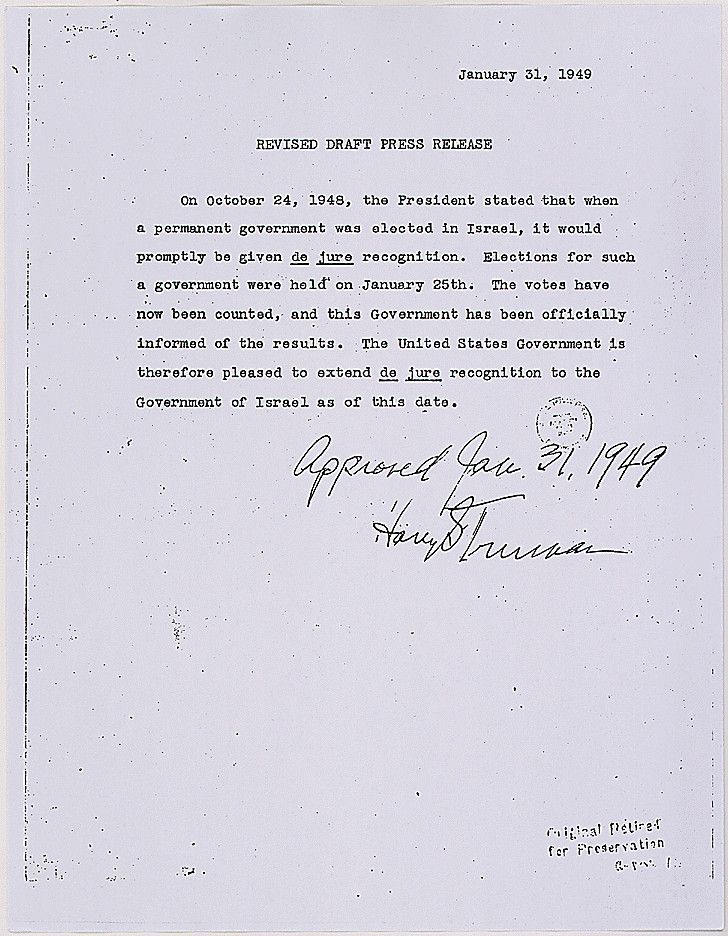 January 31, 1949
REVISED DRAFT PRESS RELEASE
On October 24, 1948, the President stated that when
a permanent government was elected in Israel, it would
promptly be given de jure recognition. Elections for such
a government were held on January 25th. The votes have
now been counted, and this Government has been officially
informed of the results. The United States Government is
therefore pleased to extend de jure recognition to the
Government of Israel as of this date.
Approved Jan. 31, 1949
Harry S Truman
Original Retired
for Preservation